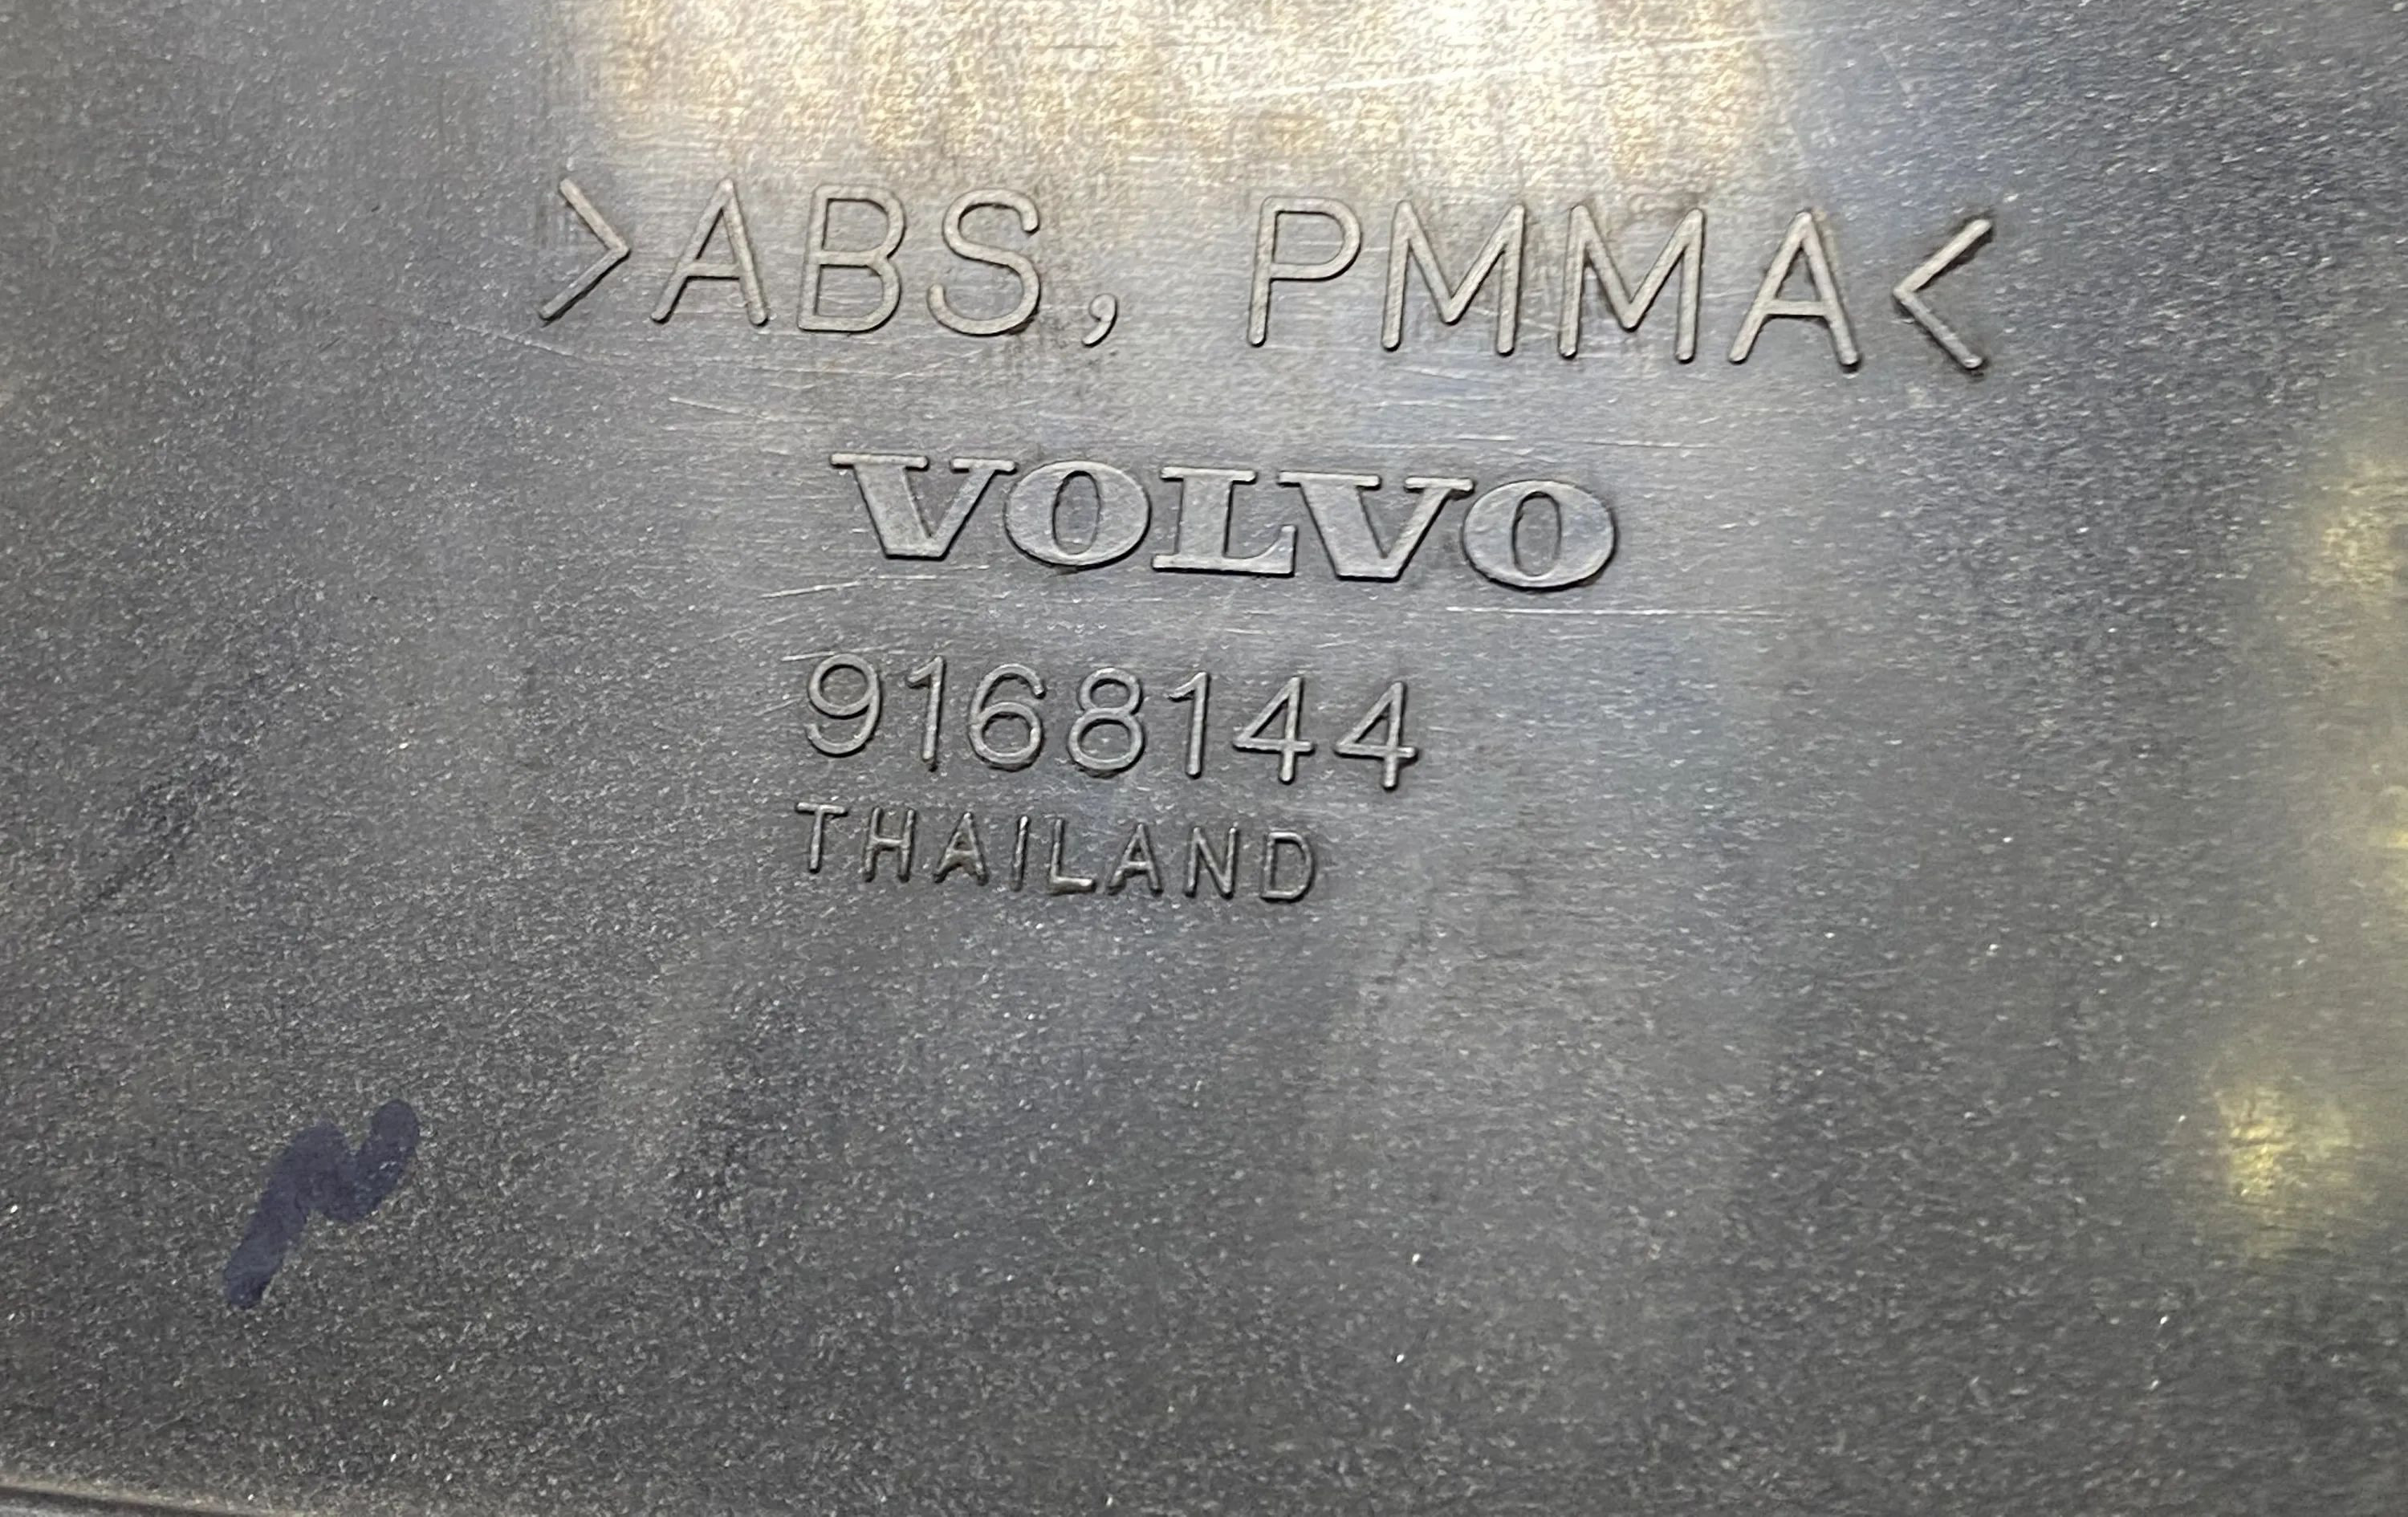 >ABS, PMMA<
VOLVO
9168144
THAILAND